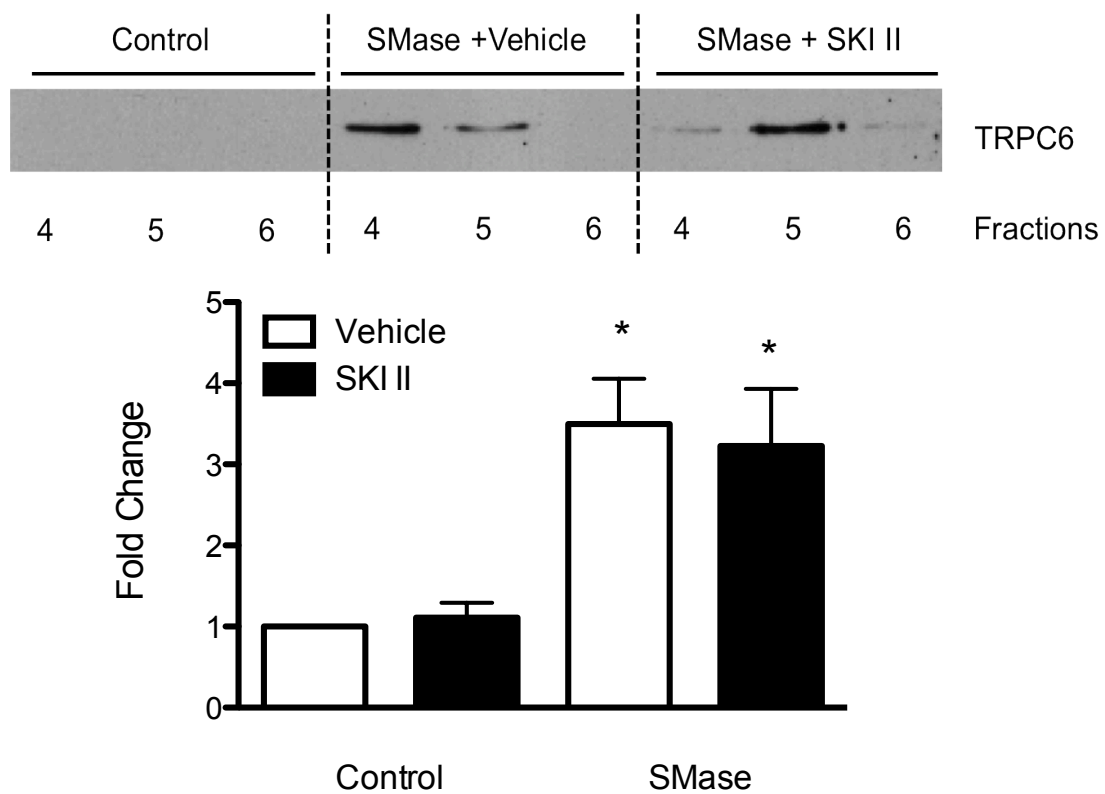 Control SMase +Vehicle SMase + SKI II
TRPC6
4 5 6 4 5 6 4 5 6 Fractions
5
Vehicle
*
*
SKI II
4
3
2
1
0
Fold Change
Control SMase